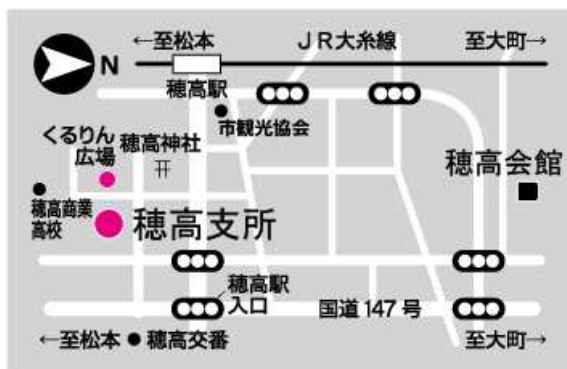 ←至松本
JR大糸線
至大町→
N
穂高駅
市観光協会
くるりん
広場
穂高神社
穂高会館
穂高商業
高校
穂高支所
穂高駅
入口
国道147号
←至松本
穂高交番
至大町→